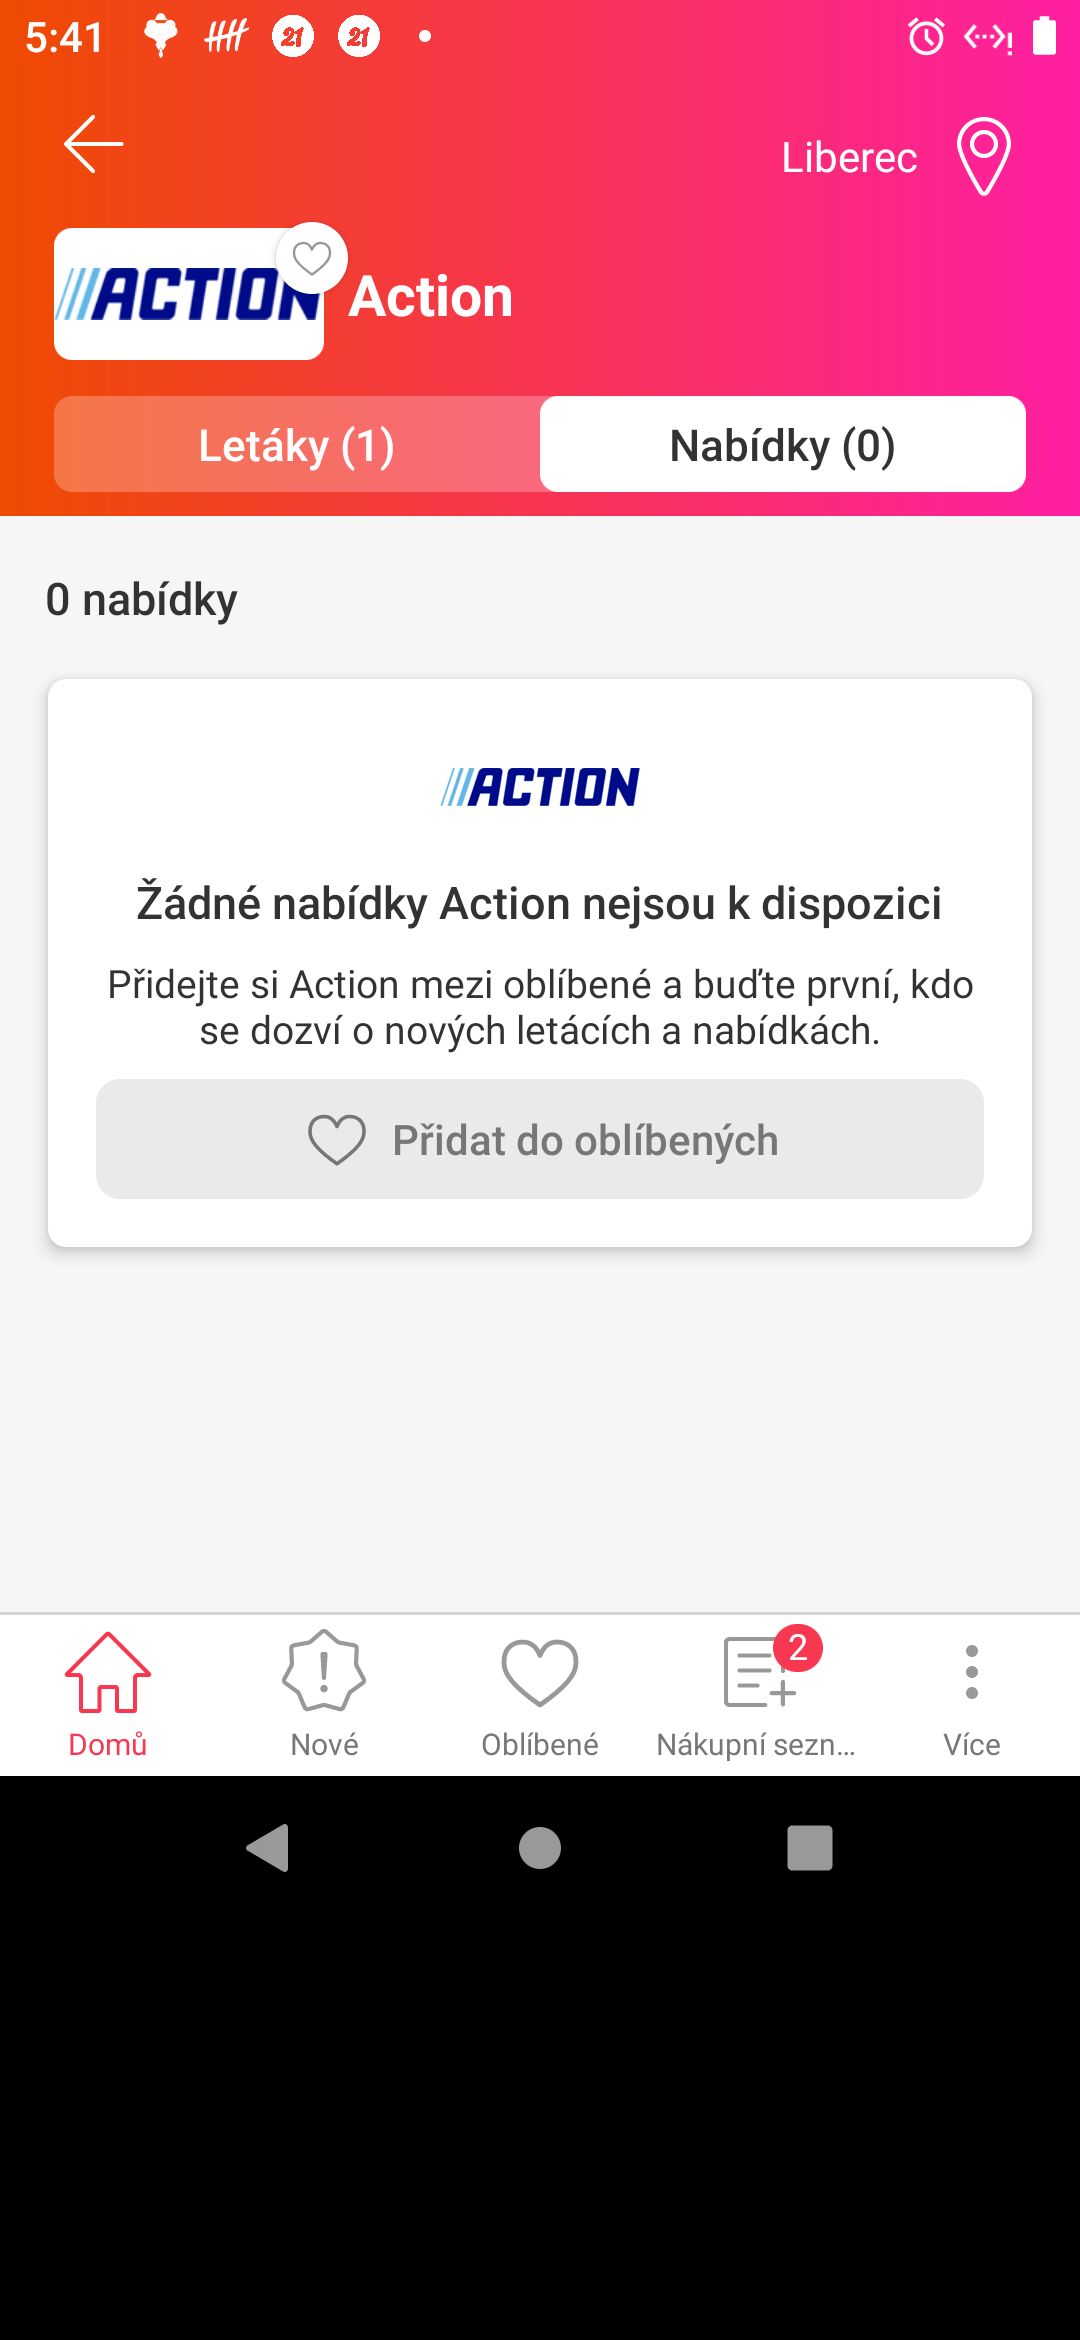 5:41
21 21
Liberec
ACTION
Action
Letáky (1)
Nabídky (0)
0 nabídky
ACTION
Žádné nabídky Action nejsou k dispozici
Přidejte si Action mezi oblíbené a buďte první, kdo
se dozví o nových letácích a nabídkách.
Přidat do oblíbených
2
Domů
Nové
Oblíbené
Nákupní sezn...
Více